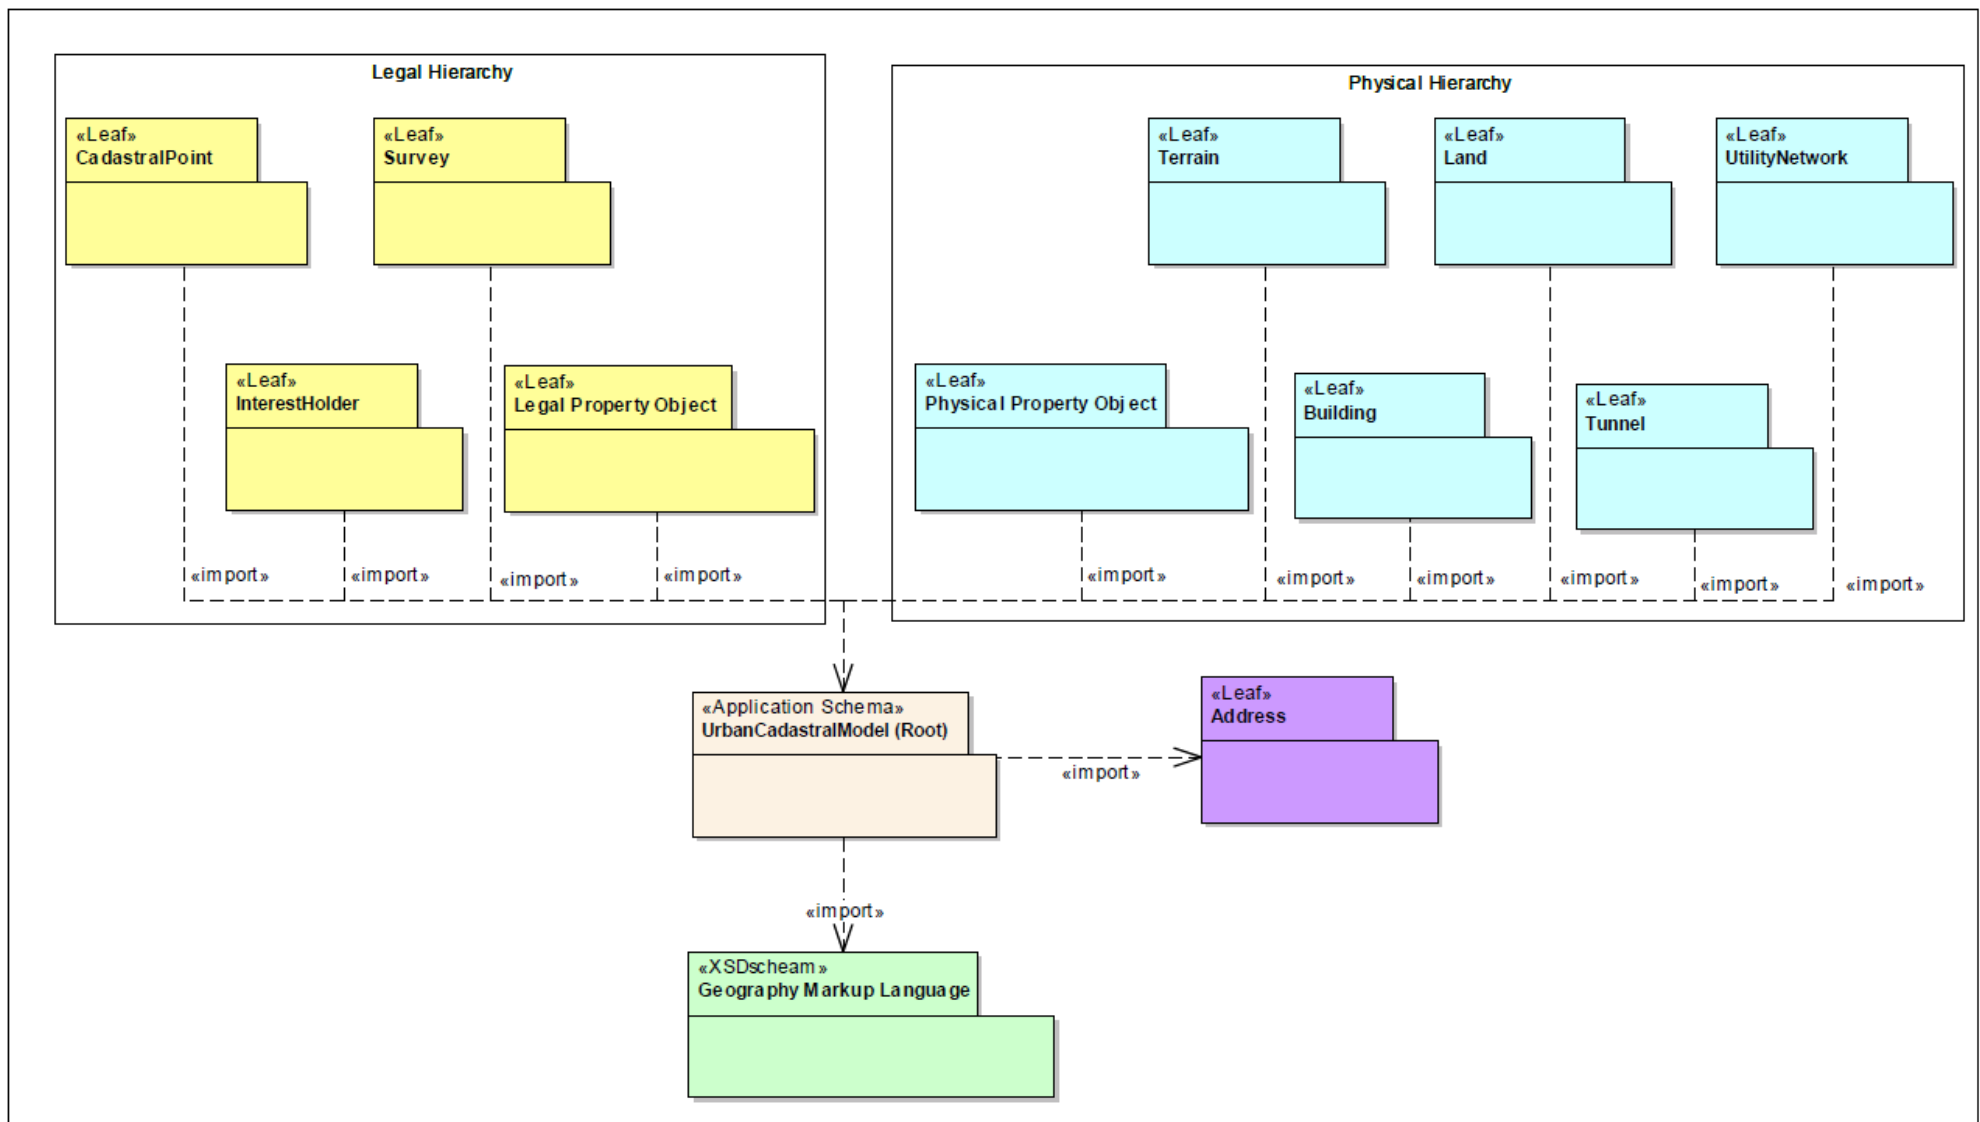 Legal Hierarchy
Physical Hierarchy
«Leaf»
CadastralPoint
«Leaf»
Survey
«Leaf»
Terrain
«Leaf»
Land
«Leaf»
UtilityNetwork
«Leaf»
InterestHolder
«Leaf»
Legal Property Object
«Leaf»
Physical Property Object
«Leaf»
Building
«Leaf»
Tunnel
«import»
«import»
«import»
«import»
«import»
«import»
«import»
«import»
«import»
«import»
«Application Schema»
UrbanCadastralModel (Root)
«Leaf»
Address
«import»
«import»
«XSDscheam»
Geography Markup Language